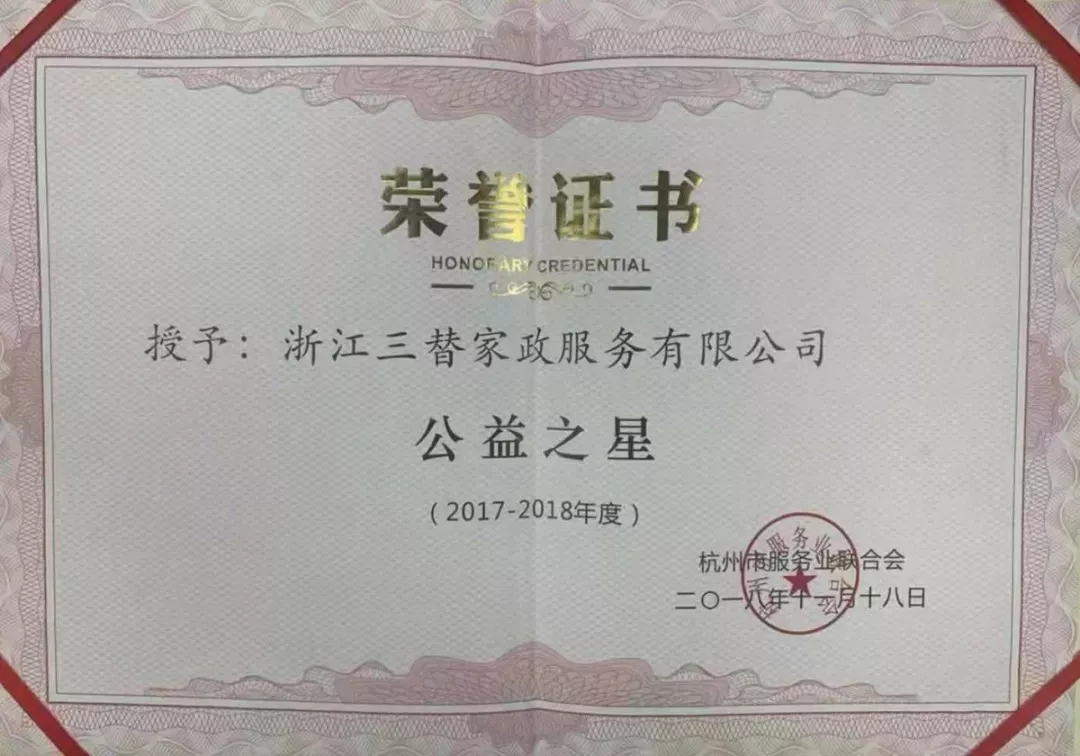 荣誉证书
HONORARY CREDENTIAL
授予：浙江三替家政服务有限公司
公益之星
（2017-2018年度）
杭州市服务业联合会
二〇一八年十一月十八日